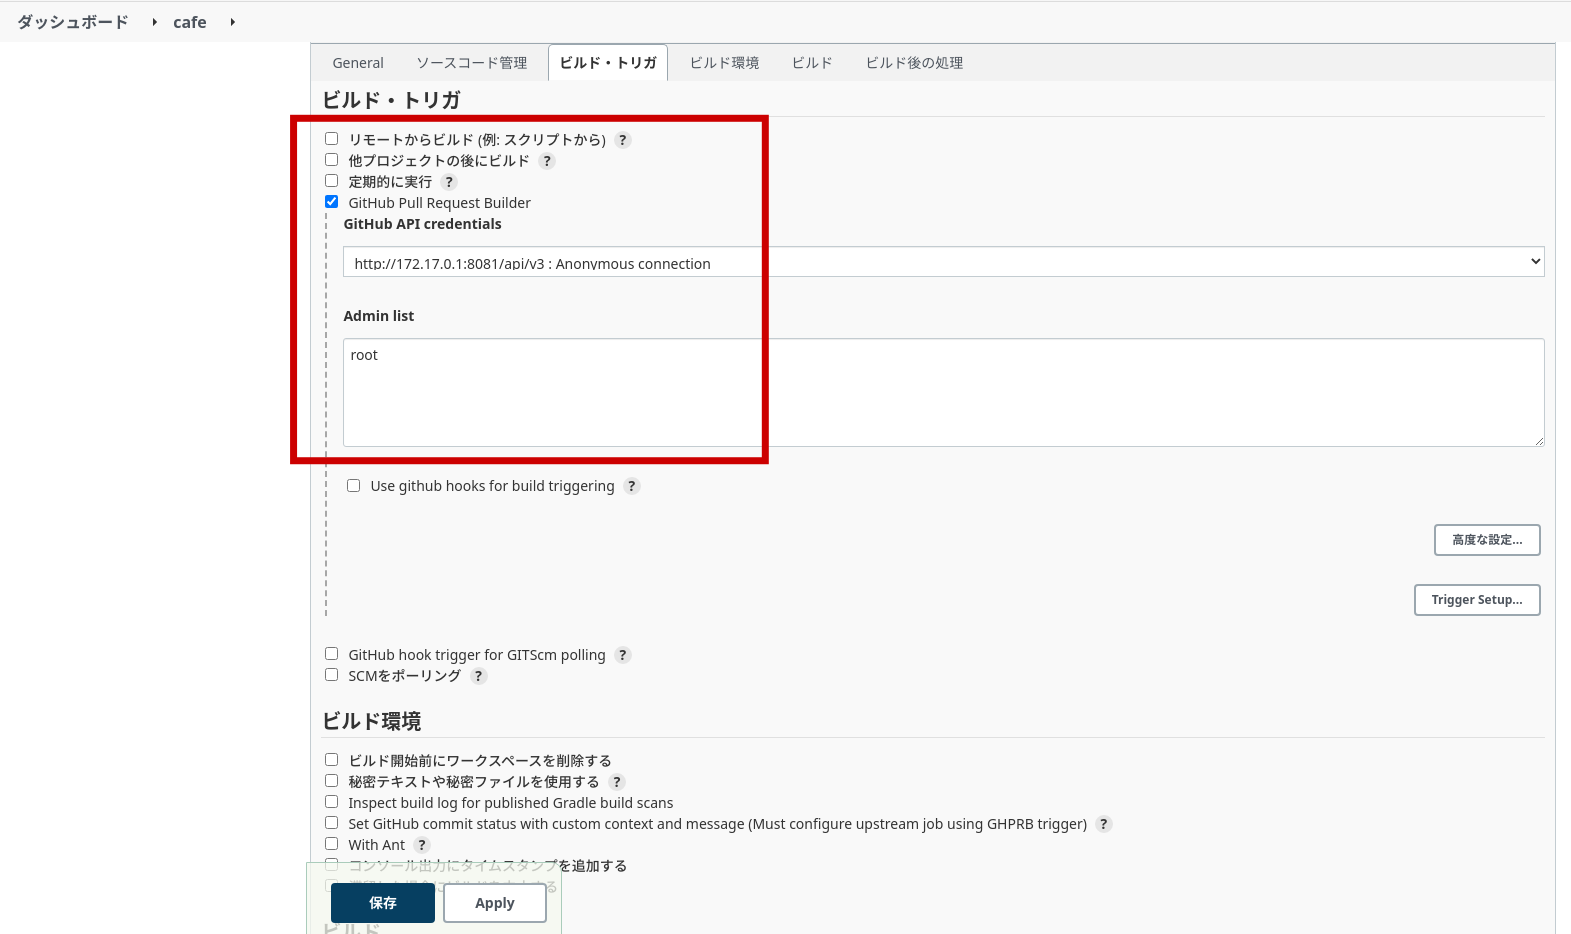 ダッシュボード cafe
General ソースコード管理 ビルド・トリガ ビルド環境 ビルド ビルド後の処理
ビルド・トリガ
リモートからビルド (例: スクリプトから) ?
他プロジェクトの後にビルド ?
定期的に実行 ?
GitHub Pull Request Builder
GitHub API credentials
http://172.17.0.1:8081/api/v3 : Anonymous connection
Admin list
root
Use github hooks for build triggering ?
高度な設定...
Trigger Setup...
GitHub hook trigger for GITScm polling ?
SCMをポーリング ?
ビルド環境
ビルド開始前にワークスペースを削除する
秘密テキストや秘密ファイルを使用する ?
Inspect build log for published Gradle build scans
Set GitHub commit status with custom context and message (Must configure upstream job using GHPRB trigger) ?
With Ant ?
コンソール出力にタイムスタンプを追加する
保存 Apply
ビルド